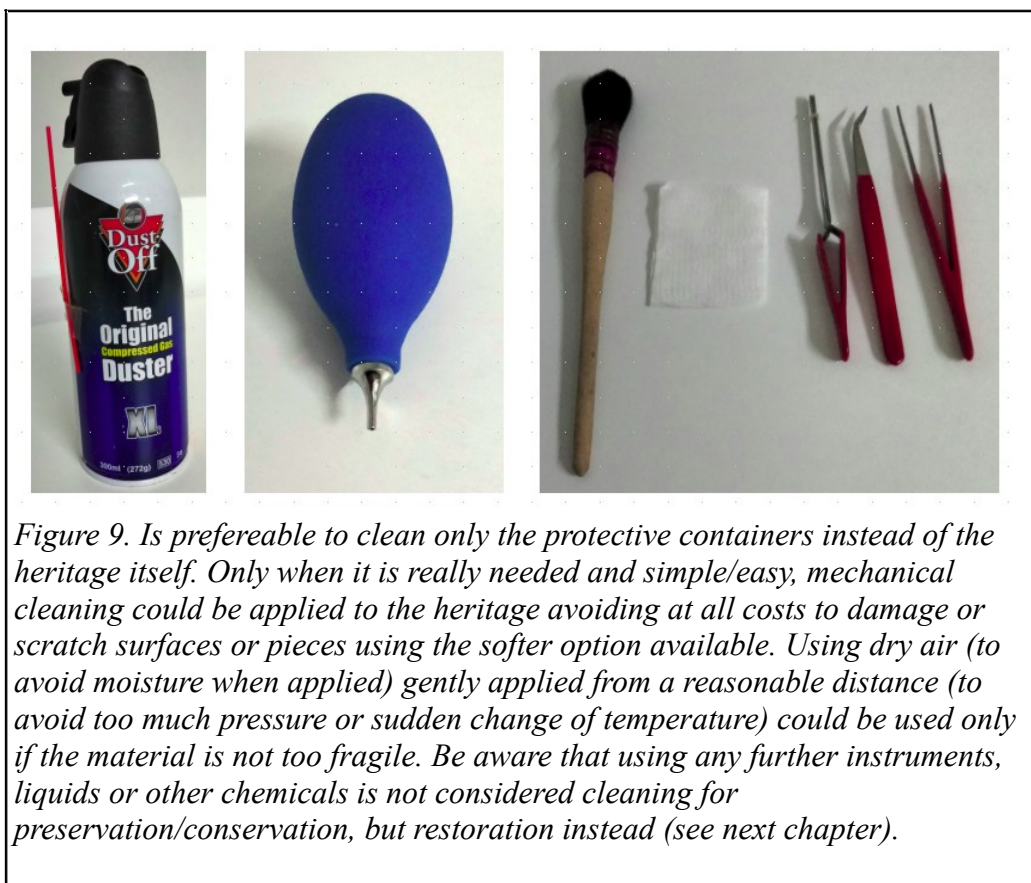 Dust-
Off
The
Original
Compressed Gas
Duster
XL
300ml (272g)
Figure 9. Is prefereable to clean only the protective containers instead of the
heritage itself. Only when it is really needed and simple/easy, mechanical
cleaning could be applied to the heritage avoiding at all costs to damage or
scratch surfaces or pieces using the softer option available. Using dry air (to
avoid moisture when applied) gently applied from a reasonable distance (to
avoid too much pressure or sudden change of temperature) could be used only
if the material is not too fragile. Be aware that using any further instruments,
liquids or other chemicals is not considered cleaning for
preservation/conservation, but restoration instead (see next chapter).